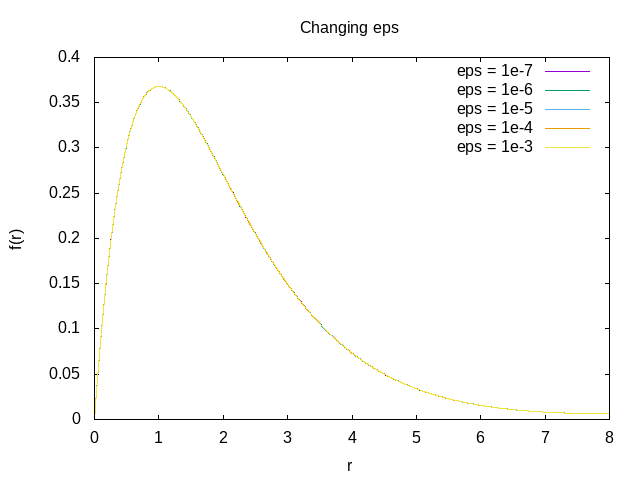 Changing eps
eps = 1e-7
eps = 1e-6
eps = 1e-5
eps = 1e-4
eps = 1e-3
0.4
0.35
0.3
0.25
0.2
0.15
0.1
0.05
0
f(r)
0 1 2 3 4 5 6 7 8
r